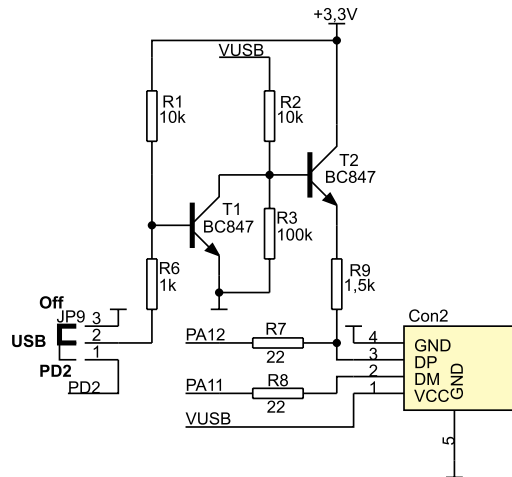 +3,3V
VUSB
R1
10k
R2
10k
T2
BC847
T1
BC847
R3
100k
R6
1k
R9
1,5k
Off
JP9
3
USB
2
1
PD2
PD2
PA12
R7
22
PA11
R8
22
VUSB
Con2
4
GND
3
DP
2
DM
1
VCC
GND
5